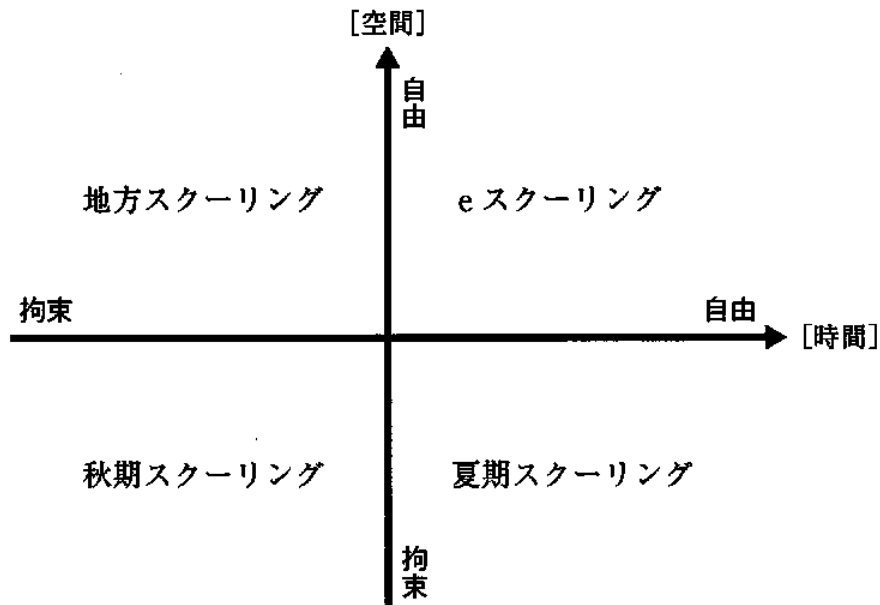 [空間]
自由
地方スクーリング
eスクーリング
拘束
自由
[時間]
秋期スクーリング
夏期スクーリング
拘束